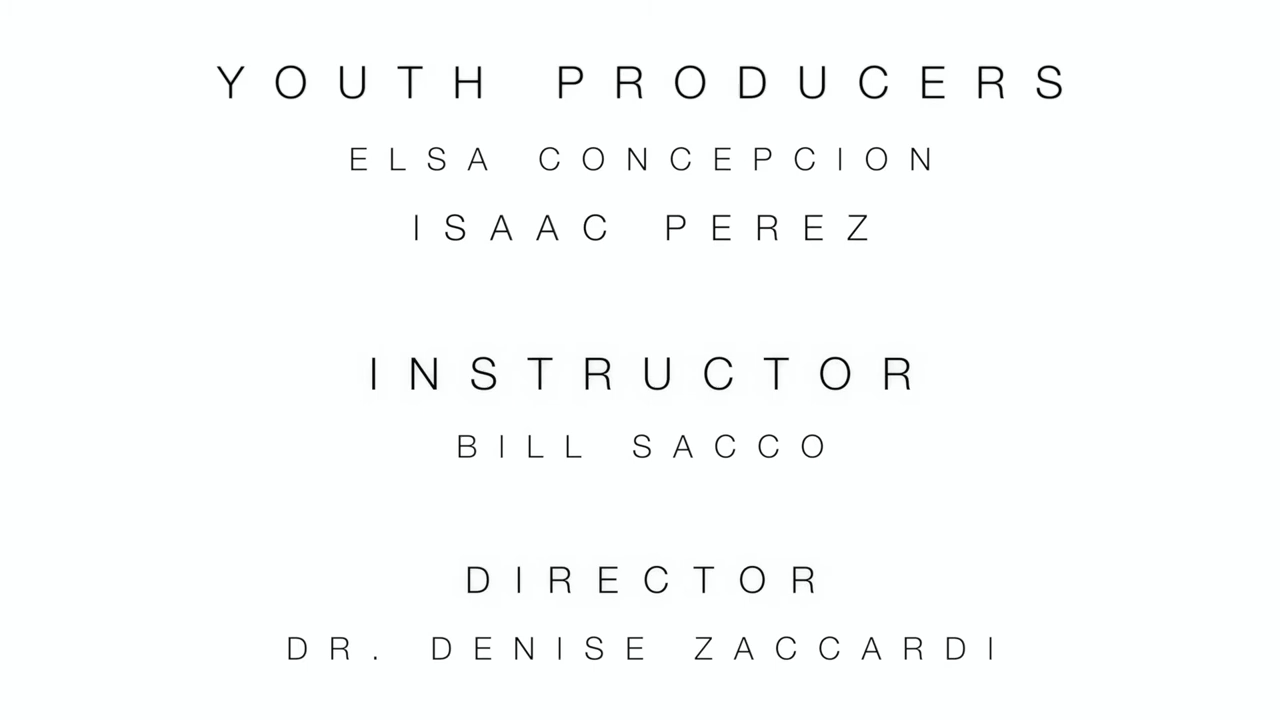 YOUTH PRODUCERS
ELSA CONCEPCION
ISAAC PEREZ
INSTRUCTOR
BILL SACCO
DIRECTOR
DR. DENISE ZACCARDI